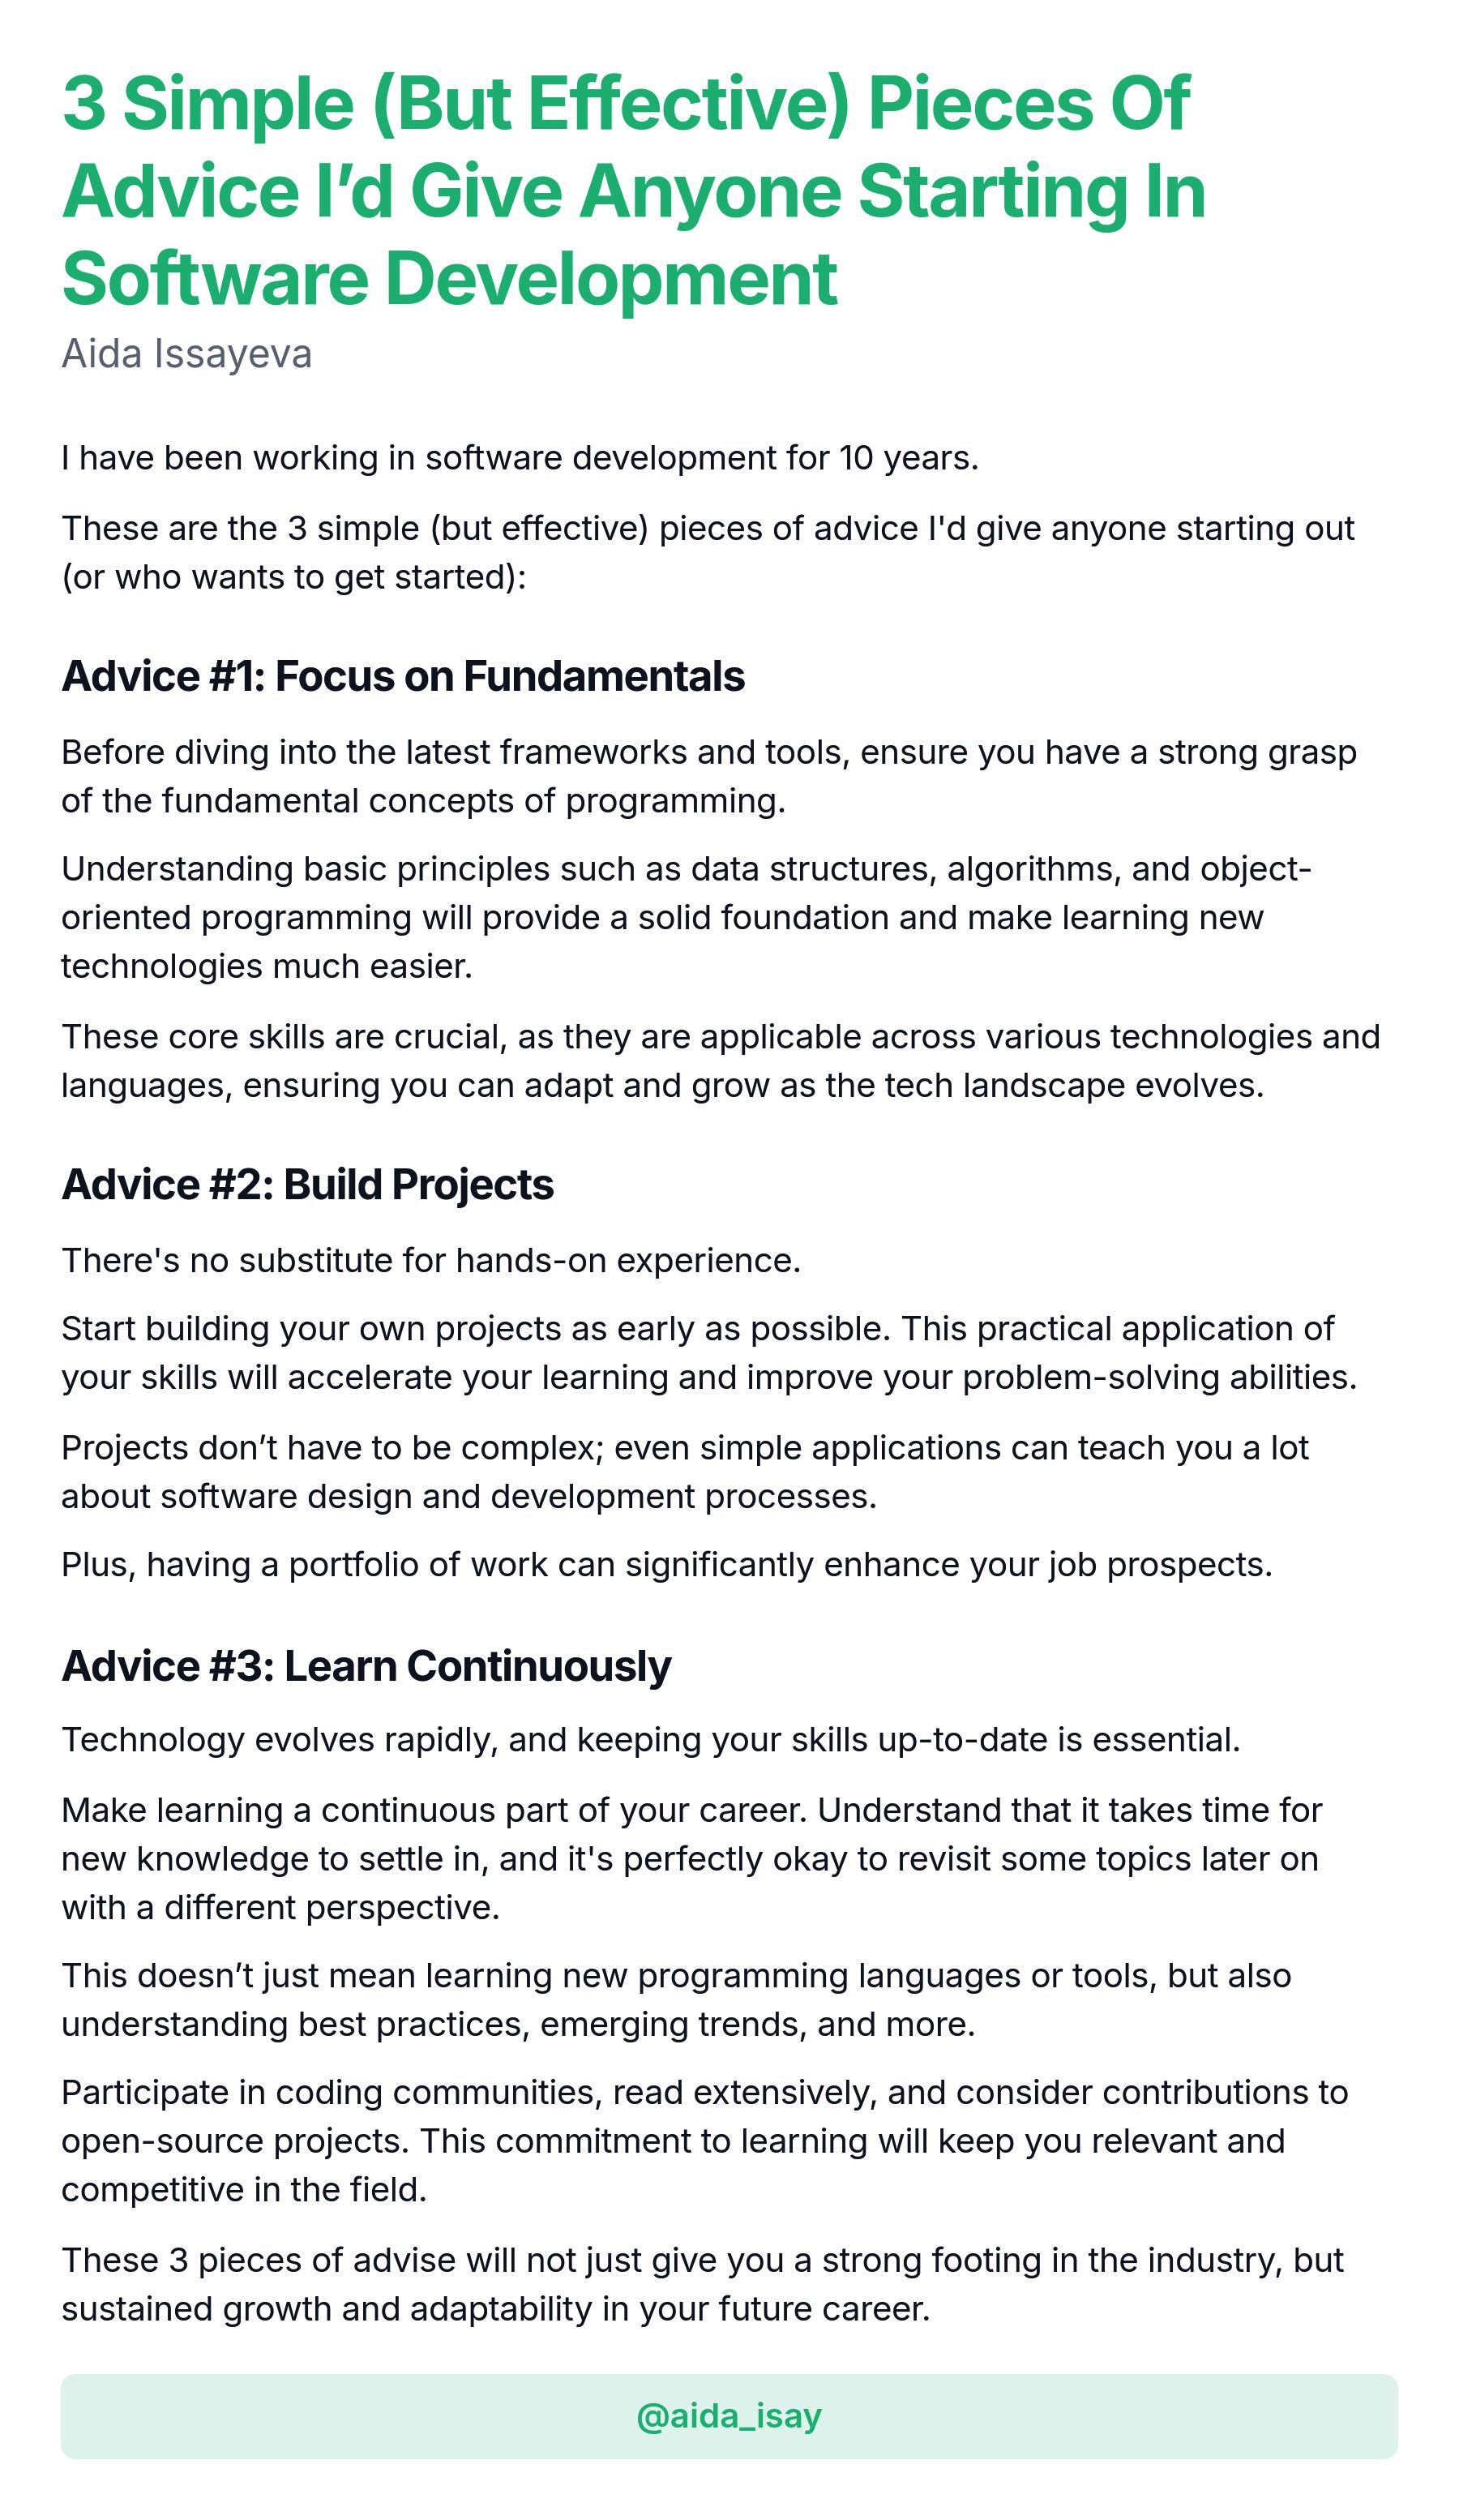 3 Simple (But Effective) Pieces Of
Advice I’d Give Anyone Starting In
Software Development
Aida Issayeva
I have been working in software development for 10 years.
These are the 3 simple (but effective) pieces of advice I'd give anyone starting out
(or who wants to get started):
Advice #1: Focus on Fundamentals
Before diving into the latest frameworks and tools, ensure you have a strong grasp
of the fundamental concepts of programming.
Understanding basic principles such as data structures, algorithms, and object-
oriented programming will provide a solid foundation and make learning new
technologies much easier.
These core skills are crucial, as they are applicable across various technologies and
languages, ensuring you can adapt and grow as the tech landscape evolves.
Advice #2: Build Projects
There's no substitute for hands-on experience.
Start building your own projects as early as possible. This practical application of
your skills will accelerate your learning and improve your problem-solving abilities.
Projects don’t have to be complex; even simple applications can teach you a lot
about software design and development processes.
Plus, having a portfolio of work can significantly enhance your job prospects.
Advice #3: Learn Continuously
Technology evolves rapidly, and keeping your skills up-to-date is essential.
Make learning a continuous part of your career. Understand that it takes time for
new knowledge to settle in, and it's perfectly okay to revisit some topics later on
with a different perspective.
This doesn’t just mean learning new programming languages or tools, but also
understanding best practices, emerging trends, and more.
Participate in coding communities, read extensively, and consider contributions to
open-source projects. This commitment to learning will keep you relevant and
competitive in the field.
These 3 pieces of advise will not just give you a strong footing in the industry, but
sustained growth and adaptability in your future career.
@aida_isay